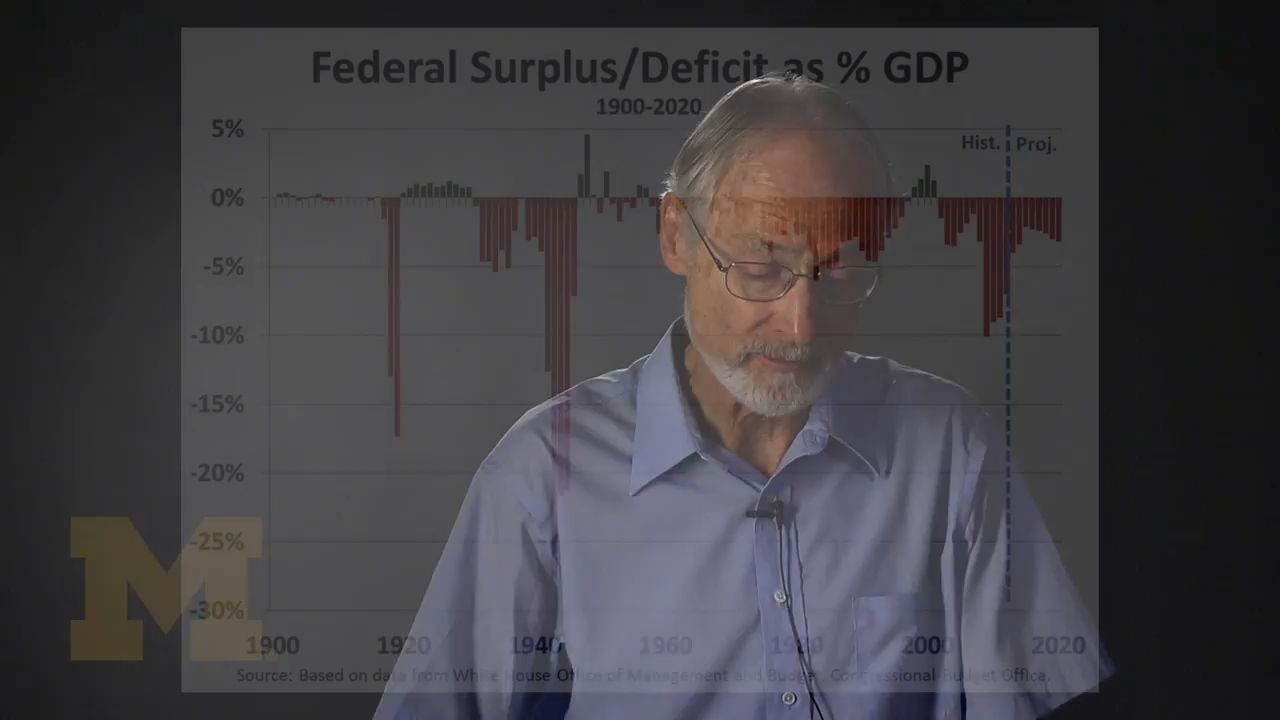 Federal Surplus/Deficit as % GDP
1900-2020
5%
Hist. Proj.
0%
-5%
-10%
-15%
-20%
-25%
-30%
M
1900 1920 1940 1960 1980 2000 2020
Source: Based on data from White House Office of Management and Budget, Congressional Budget Office.